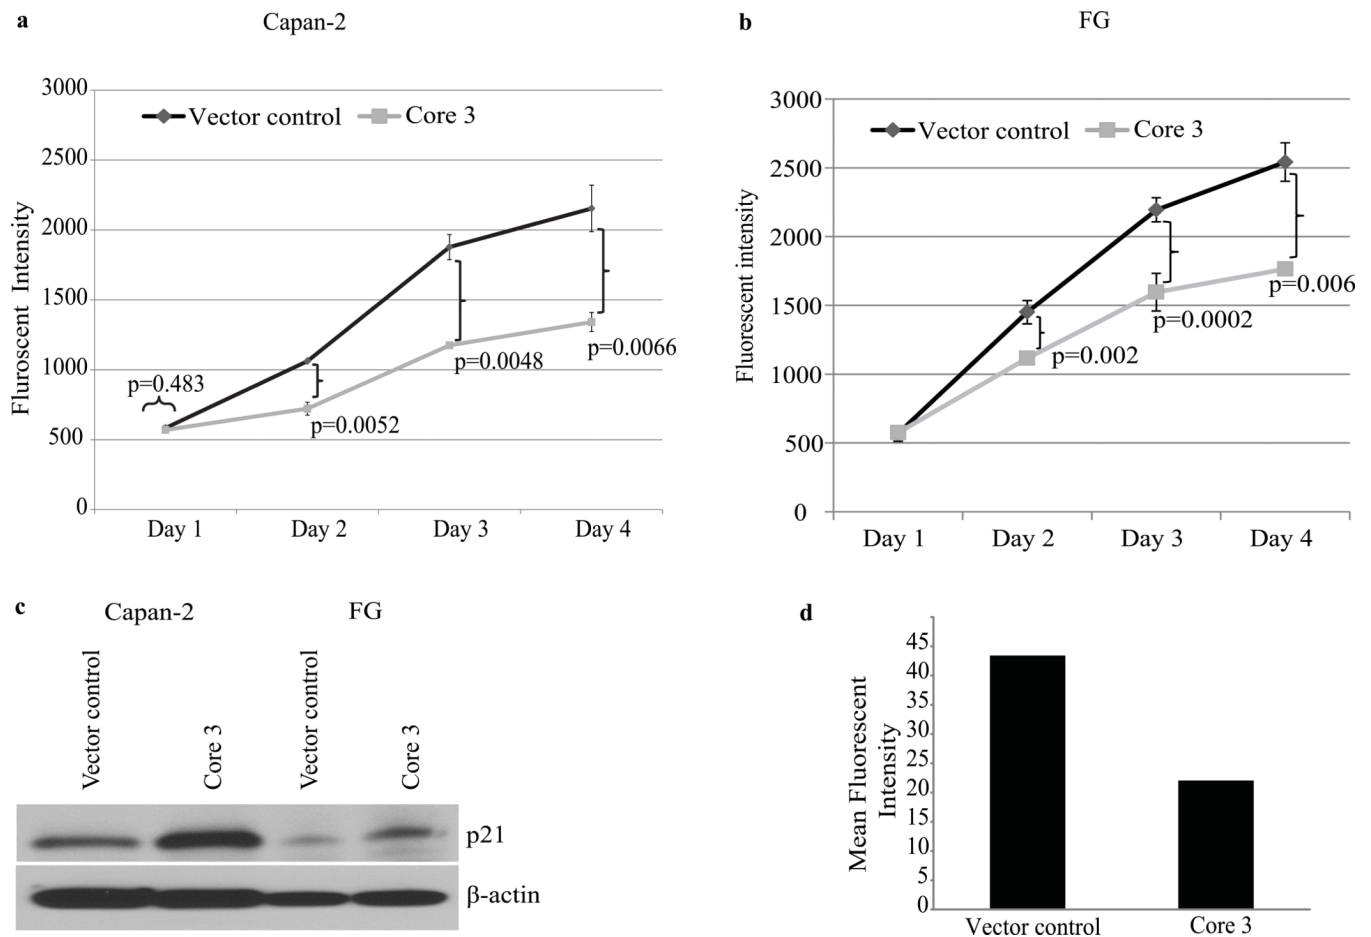 a
Capan-2
Fluroscent Intensity
3000
2500
2000
1500
1000
500
0
Vector control
Core 3
p=0.483
p=0.0052
p=0.0048
p=0.0066
Day 1 Day 2 Day 3 Day 4
b
FG
Fluorescent intensity
3000
2500
2000
1500
1000
500
0
Vector control
Core 3
p=0.002
p=0.0002
p=0.006
Day 1 Day 2 Day 3 Day 4
c
Capan-2 FG
Vector control
Core 3
Vector control
Core 3
p21
β-actin
d
Mean Fluorescent
Intensity
45
40
35
30
25
20
15
10
5
0
Vector control Core 3